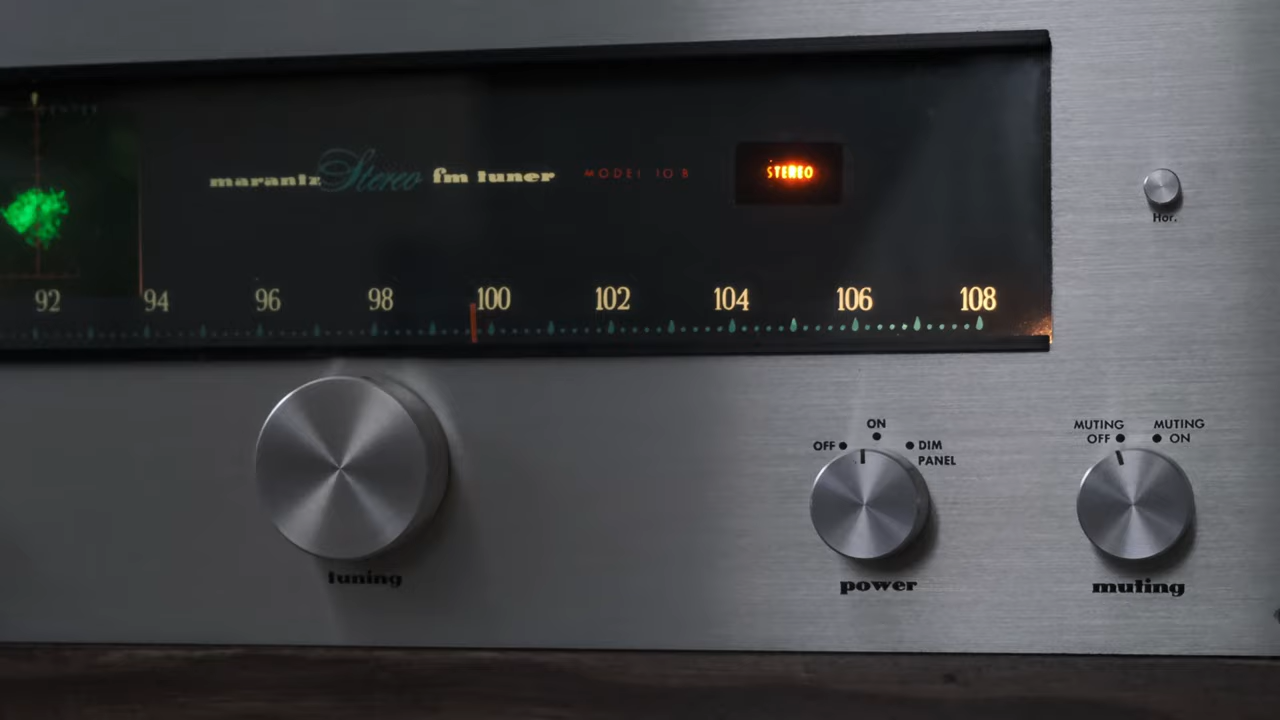 marantz Stereo fm tuner MODEL 10 B
STEREO
Hor.
92 94 96 98 100 102 104 106 108
OFF ON DIM
PANEL
MUTING MUTING
OFF ON
tuning
power
muting